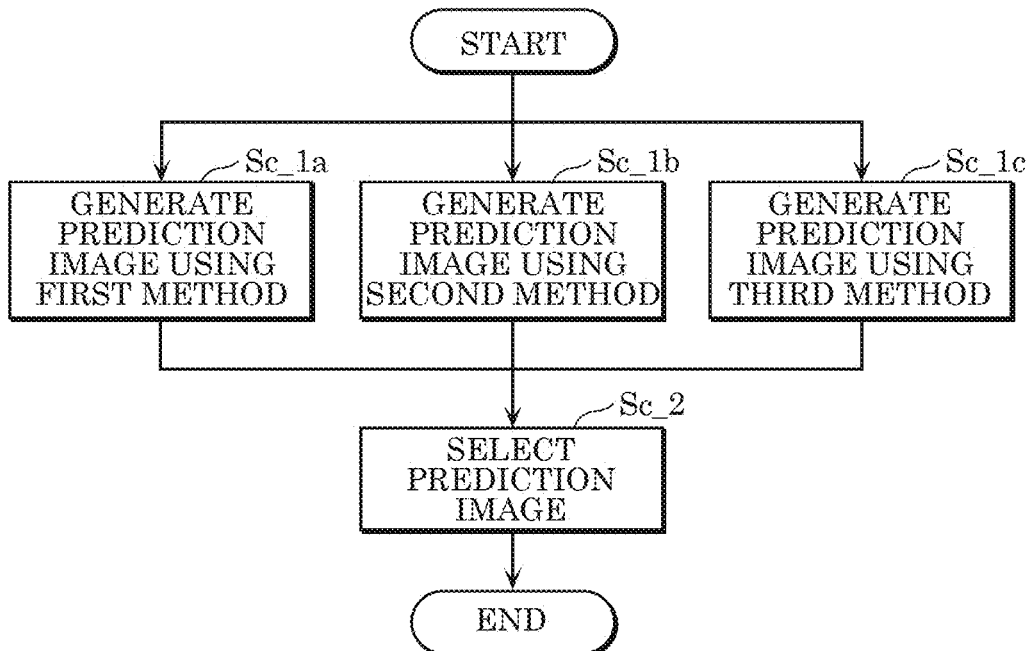 START
Sc_1a
GENERATE
PREDICTION
IMAGE USING
FIRST METHOD
Sc_1b
GENERATE
PREDICTION
IMAGE USING
SECOND METHOD
Sc_1c
GENERATE
PREDICTION
IMAGE USING
THIRD METHOD
Sc_2
SELECT
PREDICTION
IMAGE
END